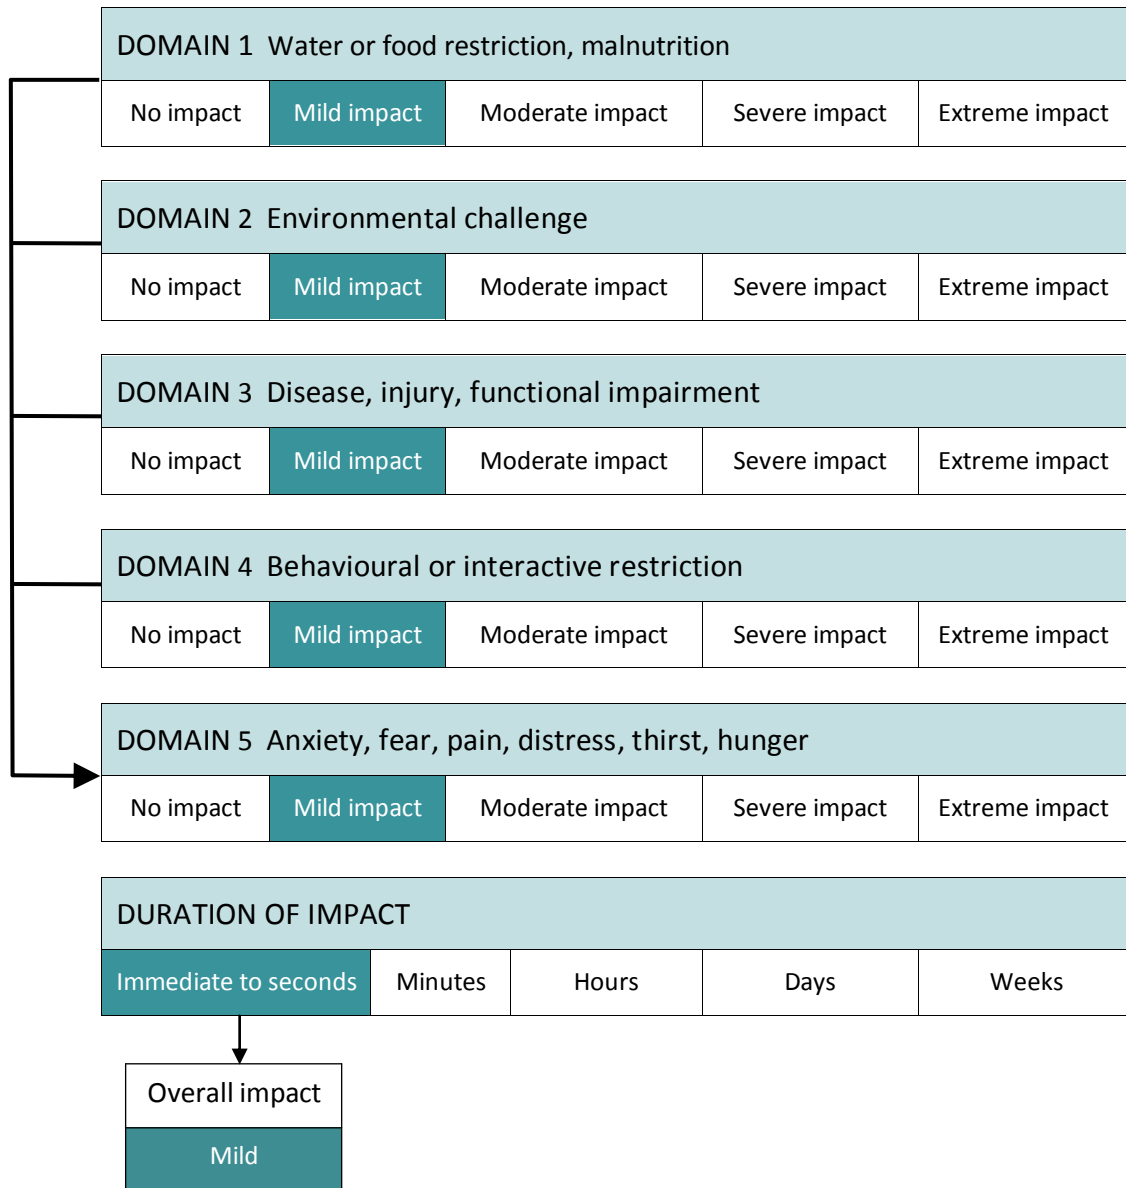 DOMAIN 1 Water or food restriction, malnutrition
No impact Mild impact Moderate impact Severe impact Extreme impact
DOMAIN 2 Environmental challenge
No impact Mild impact Moderate impact Severe impact Extreme impact
DOMAIN 3 Disease, injury, functional impairment
No impact Mild impact Moderate impact Severe impact Extreme impact
DOMAIN 4 Behavioural or interactive restriction
No impact Mild impact Moderate impact Severe impact Extreme impact
DOMAIN 5 Anxiety, fear, pain, distress, thirst, hunger
No impact Mild impact Moderate impact Severe impact Extreme impact
DURATION OF IMPACT
Immediate to seconds Minutes Hours Days Weeks
Overall impact
Mild